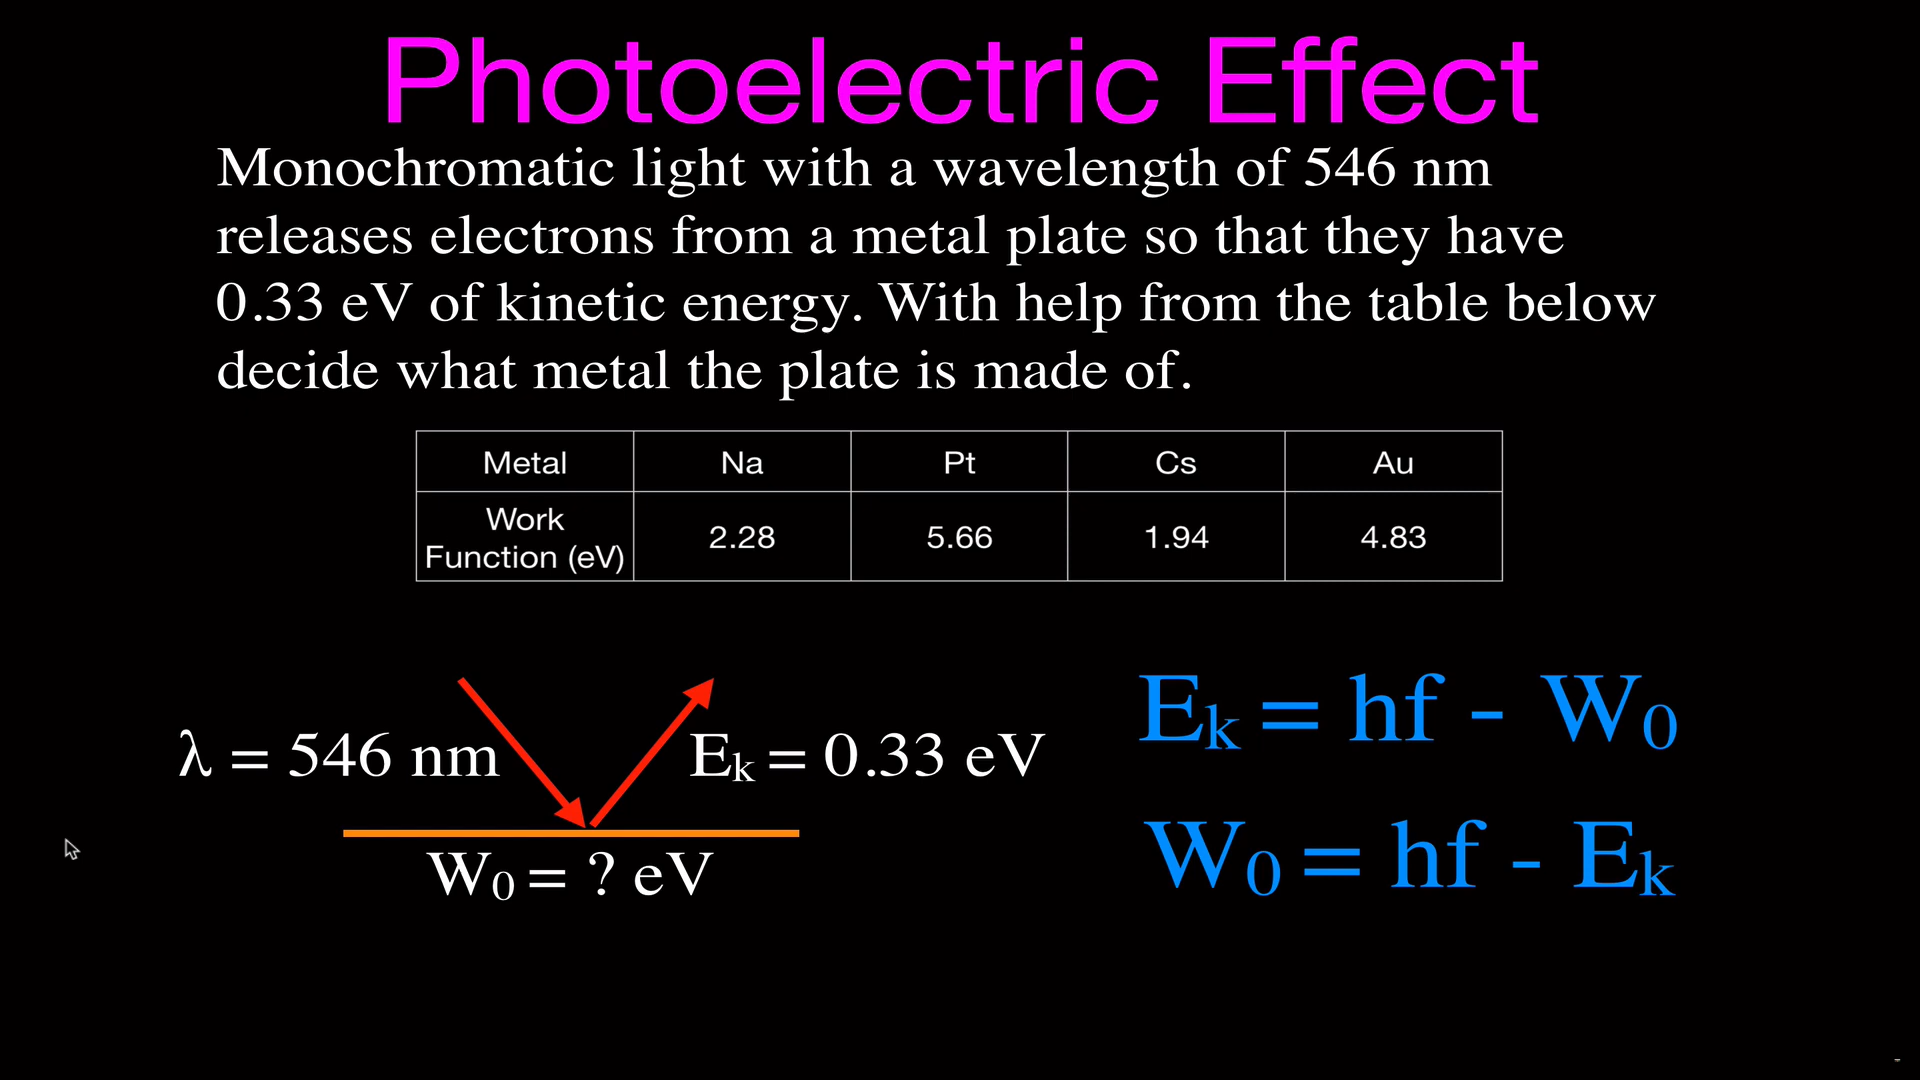 Photoelectric Effect
Monochromatic light with a wavelength of 546 nm
releases electrons from a metal plate so that they have
0.33 eV of kinetic energy. With help from the table below
decide what metal the plate is made of.
Metal Na Pt Cs Au
Work
Function (eV) 2.28 5.66 1.94 4.83
λ = 546 nm
Eₖ = 0.33 eV
W₀ = ? eV
Eₖ = hf - W₀
W₀ = hf - Eₖ